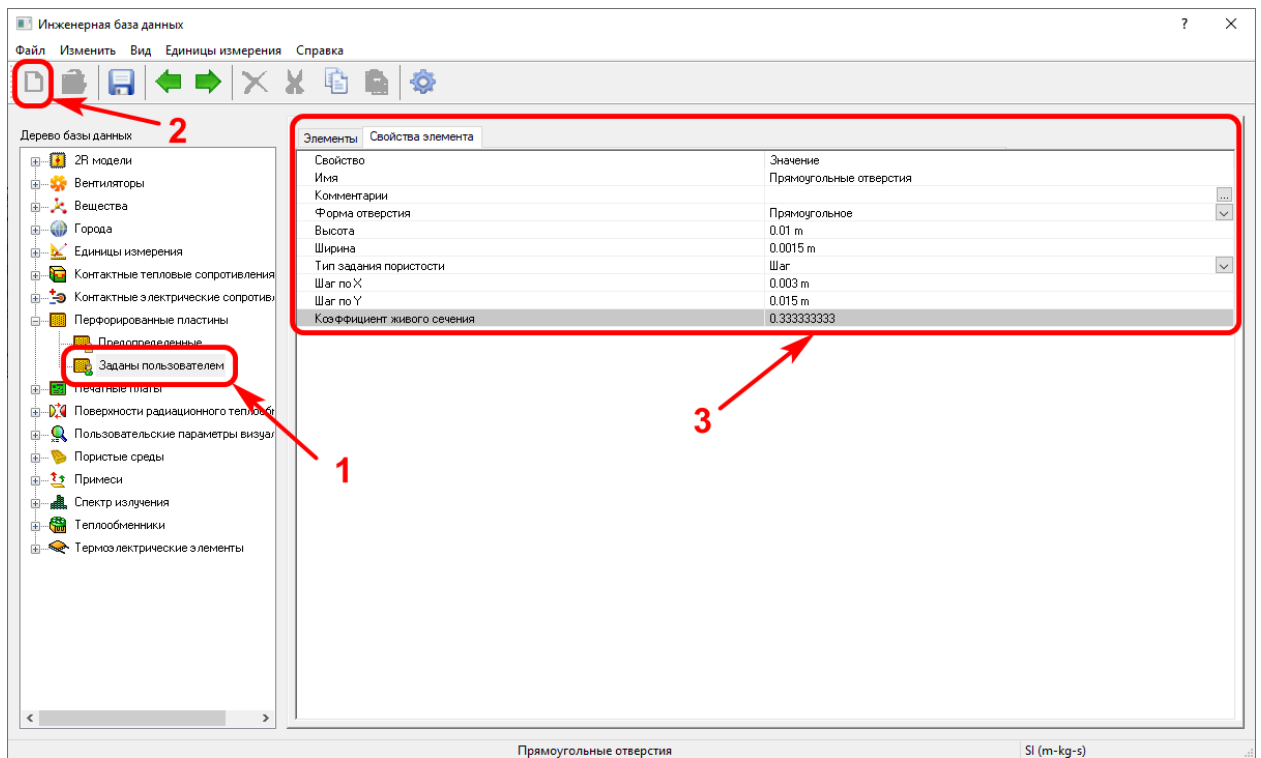 Инженерная база данных
Файл Изменить Вид Единицы измерения Справка
2
Дерево базы данных
2R модели
Вентиляторы
Вещества
Города
Единицы измерения
Контактные тепловые сопротивления
Контактные электрические сопротивл
Перфорированные пластины
Предопределенные
Заданы пользователем
Печатные платы
Поверхности радиационного теплообм
Пользовательские параметры визуал
Пористые среды
Примеси
Спектр излучения
Теплообменники
Термоэлектрические элементы
1
Элементы Свойства элемента
Свойство Значение
Имя Прямоугольные отверстия
Комментарии ...
Форма отверстия Прямоугольное
Высота 0.01 m
Ширина 0.0015 m
Тип задания пористости Шаг
Шаг по X 0.003 m
Шаг по Y 0.015 m
Коэффициент живого сечения 0.333333333
3
Прямоугольные отверстия SI (m-kg-s)